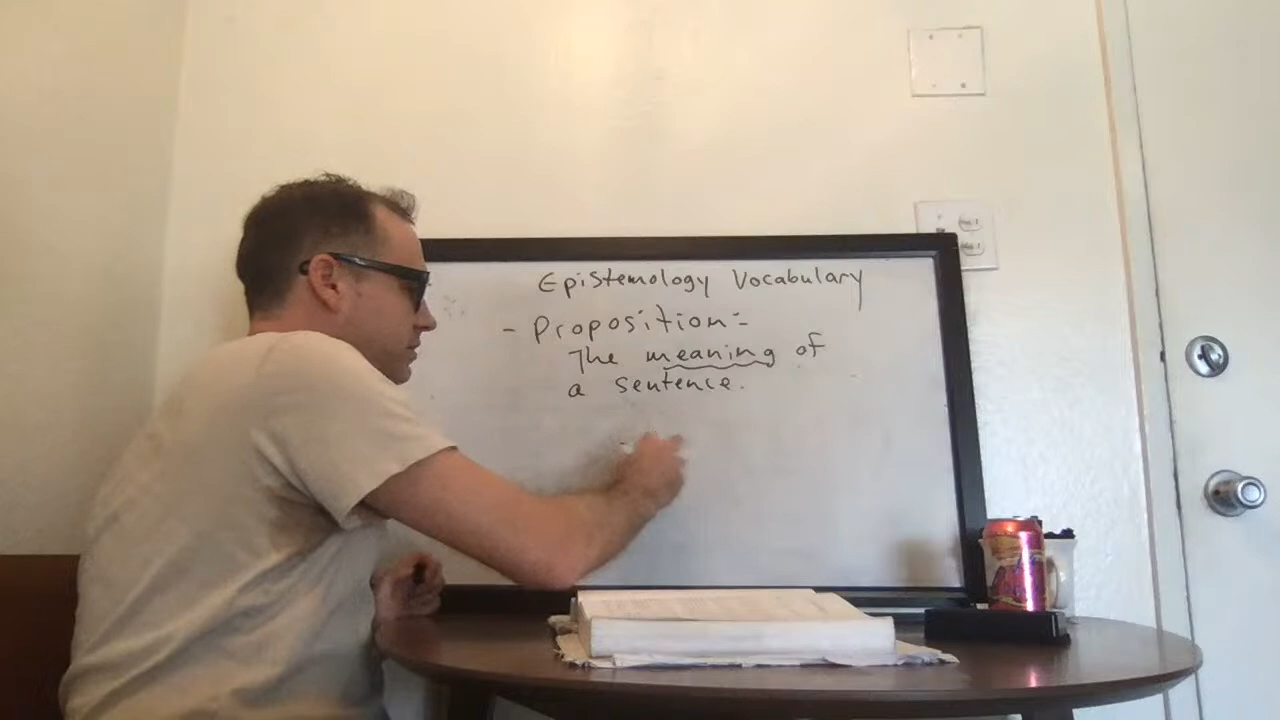 Epistemology Vocabulary
- Proposition:-
The meaning of
a sentence.